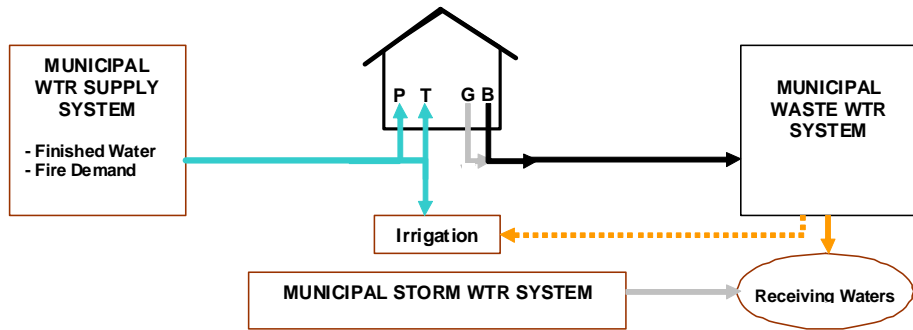 MUNICIPAL
WTR SUPPLY
SYSTEM
- Finished Water
- Fire Demand
P T G B
MUNICIPAL
WASTE WTR
SYSTEM
Irrigation
MUNICIPAL STORM WTR SYSTEM
Receiving Waters